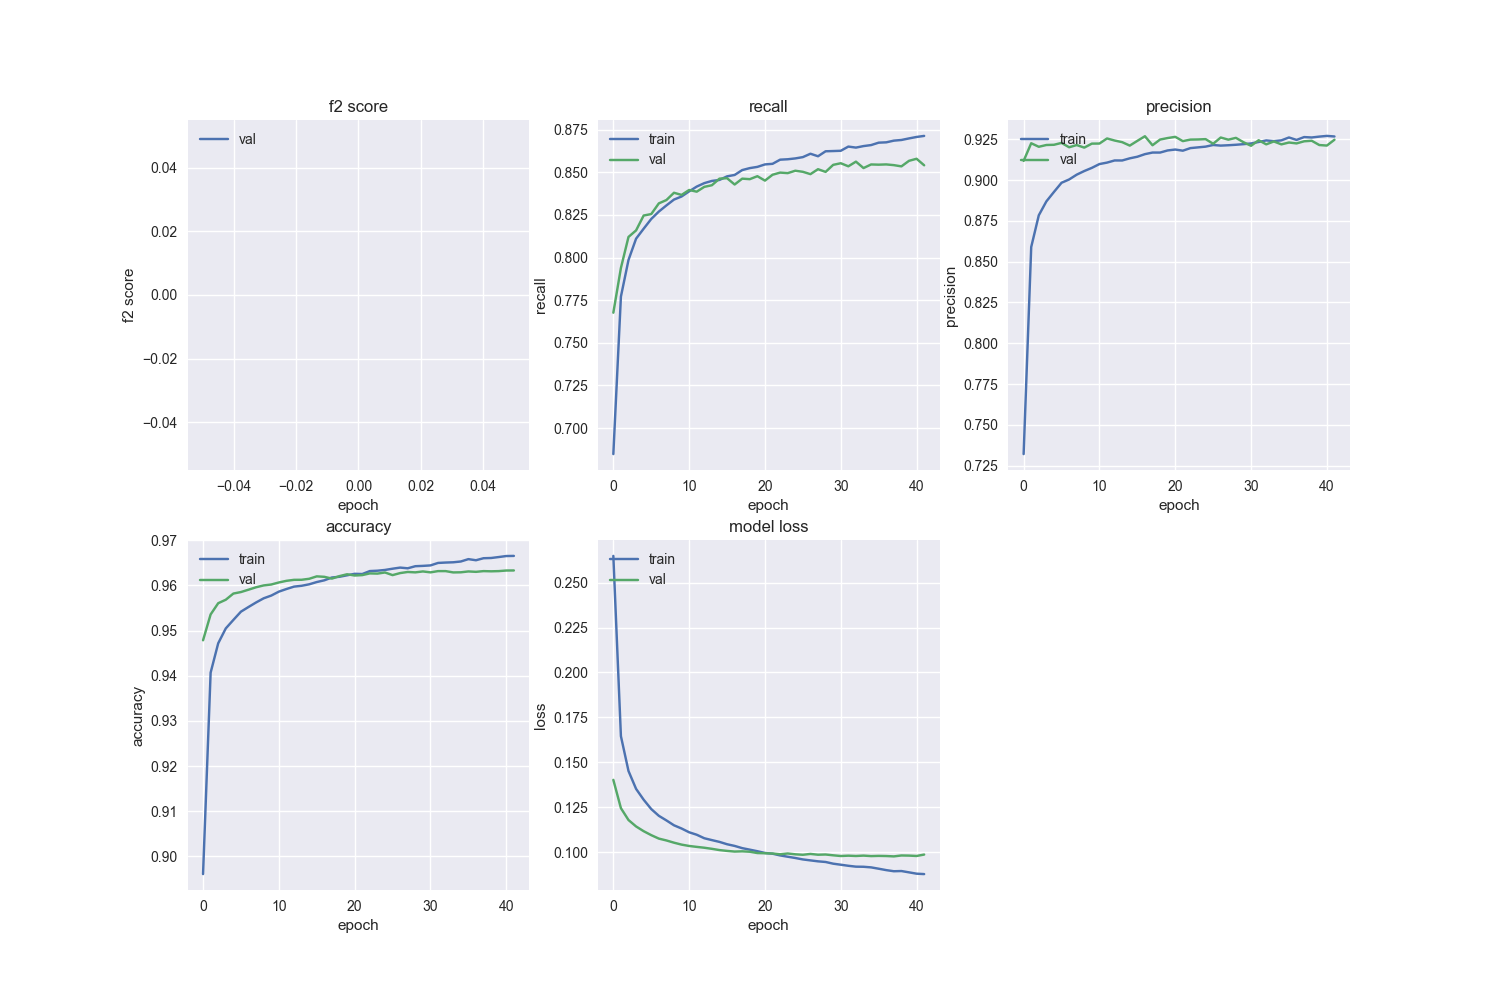 f2 score
val
f2 score
0.04
0.02
0.00
−0.02
−0.04
−0.04 −0.02 0.00 0.02 0.04
epoch
recall
train
val
recall
0.875
0.850
0.825
0.800
0.775
0.750
0.725
0.700
0 10 20 30 40
epoch
precision
train
val
precision
0.925
0.900
0.875
0.850
0.825
0.800
0.775
0.750
0.725
0 10 20 30 40
epoch
accuracy
train
val
accuracy
0.97
0.96
0.95
0.94
0.93
0.92
0.91
0.90
0 10 20 30 40
epoch
model loss
train
val
loss
0.250
0.225
0.200
0.175
0.150
0.125
0.100
0 10 20 30 40
epoch